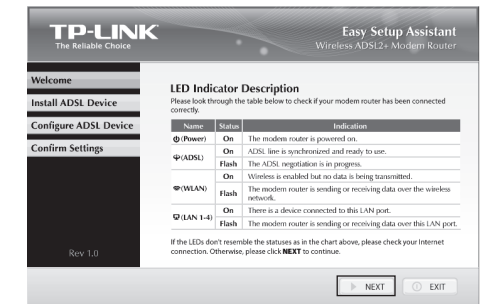 TP-LINK
The Reliable Choice
Easy Setup Assistant
Wireless ADSL2+ Modem Router
Welcome
Install ADSL Device
Configure ADSL Device
Confirm Settings
Rev 1.0
LED Indicator Description
Please look through the table below to check if your modem router has been connected
correctly.
Name Status Indication
(Power) On The modem router is powered on.
(ADSL) On ADSL line is synchronized and ready to use.
Flash The ADSL negotiation is in progress.
(WLAN) On Wireless is enabled but no data is being transmitted.
Flash The modem router is sending or receiving data over the wireless
network.
(LAN 1-4) On There is a device connected to this LAN port.
Flash The modem router is sending or receiving data over this LAN port.
If the LEDs don't resemble the statuses as in the chart above, please check your Internet
connection. Otherwise, please click NEXT to continue.
NEXT
EXIT